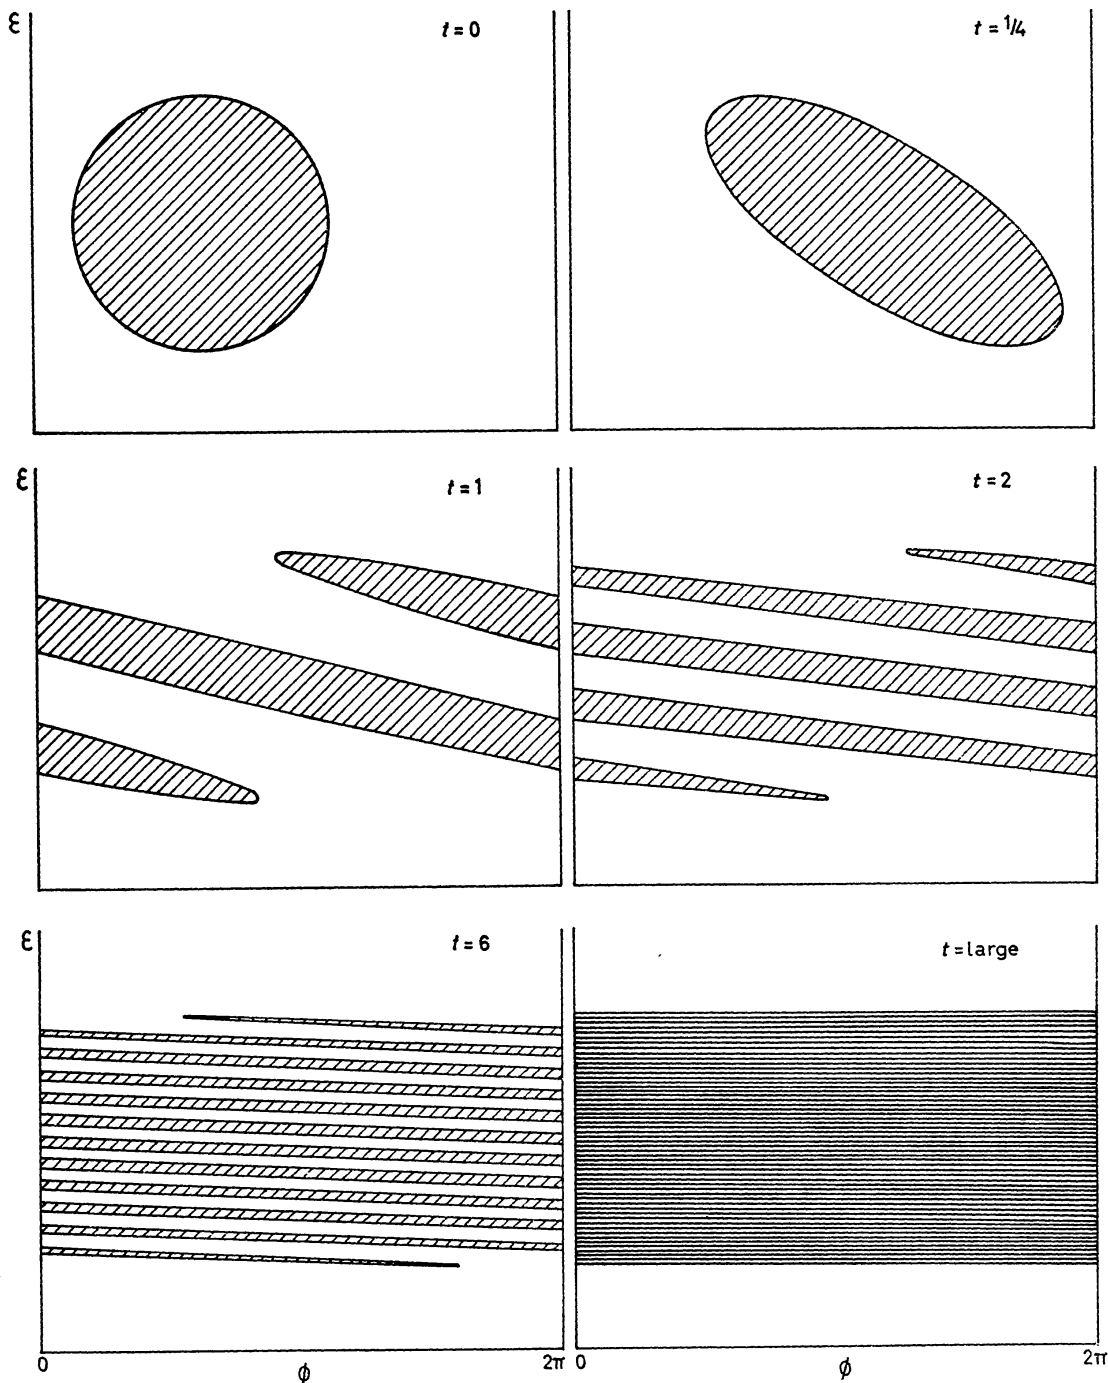 ε
t = 0
t = 1/4
ε
t = 1
t = 2
ε
t = 6
t = large
0
ϕ
2π
0
ϕ
2π